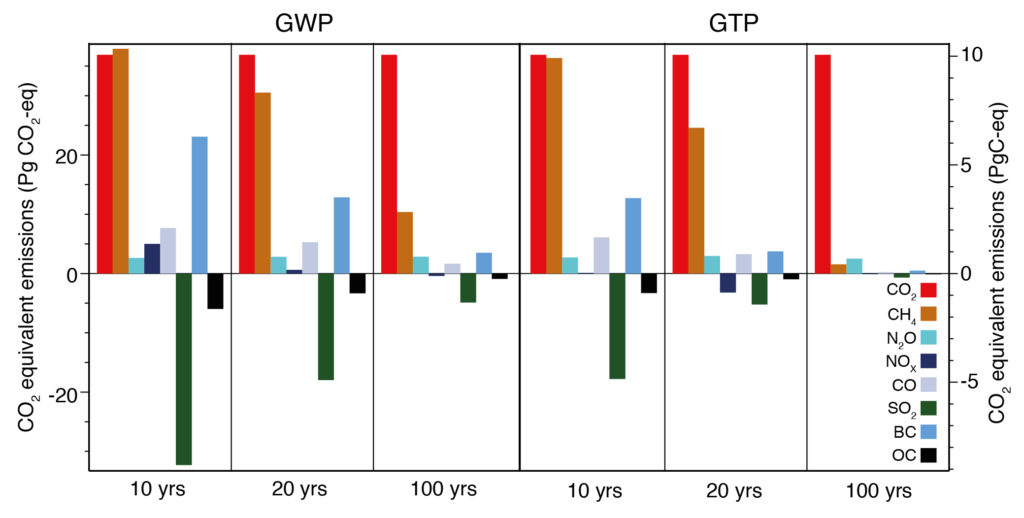 GWP GTP
CO₂ equivalent emissions (Pg CO₂-eq)
20
0
-20
10
5
0
-5
CO₂ equivalent emissions (PgC-eq)
CO₂
CH₄
N₂O
NOₓ
CO
SO₂
BC
OC
10 yrs 20 yrs 100 yrs 10 yrs 20 yrs 100 yrs